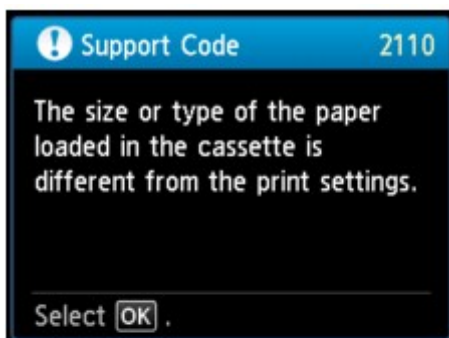 Support Code 2110
The size or type of the paper
loaded in the cassette is
different from the print settings.
Select OK .